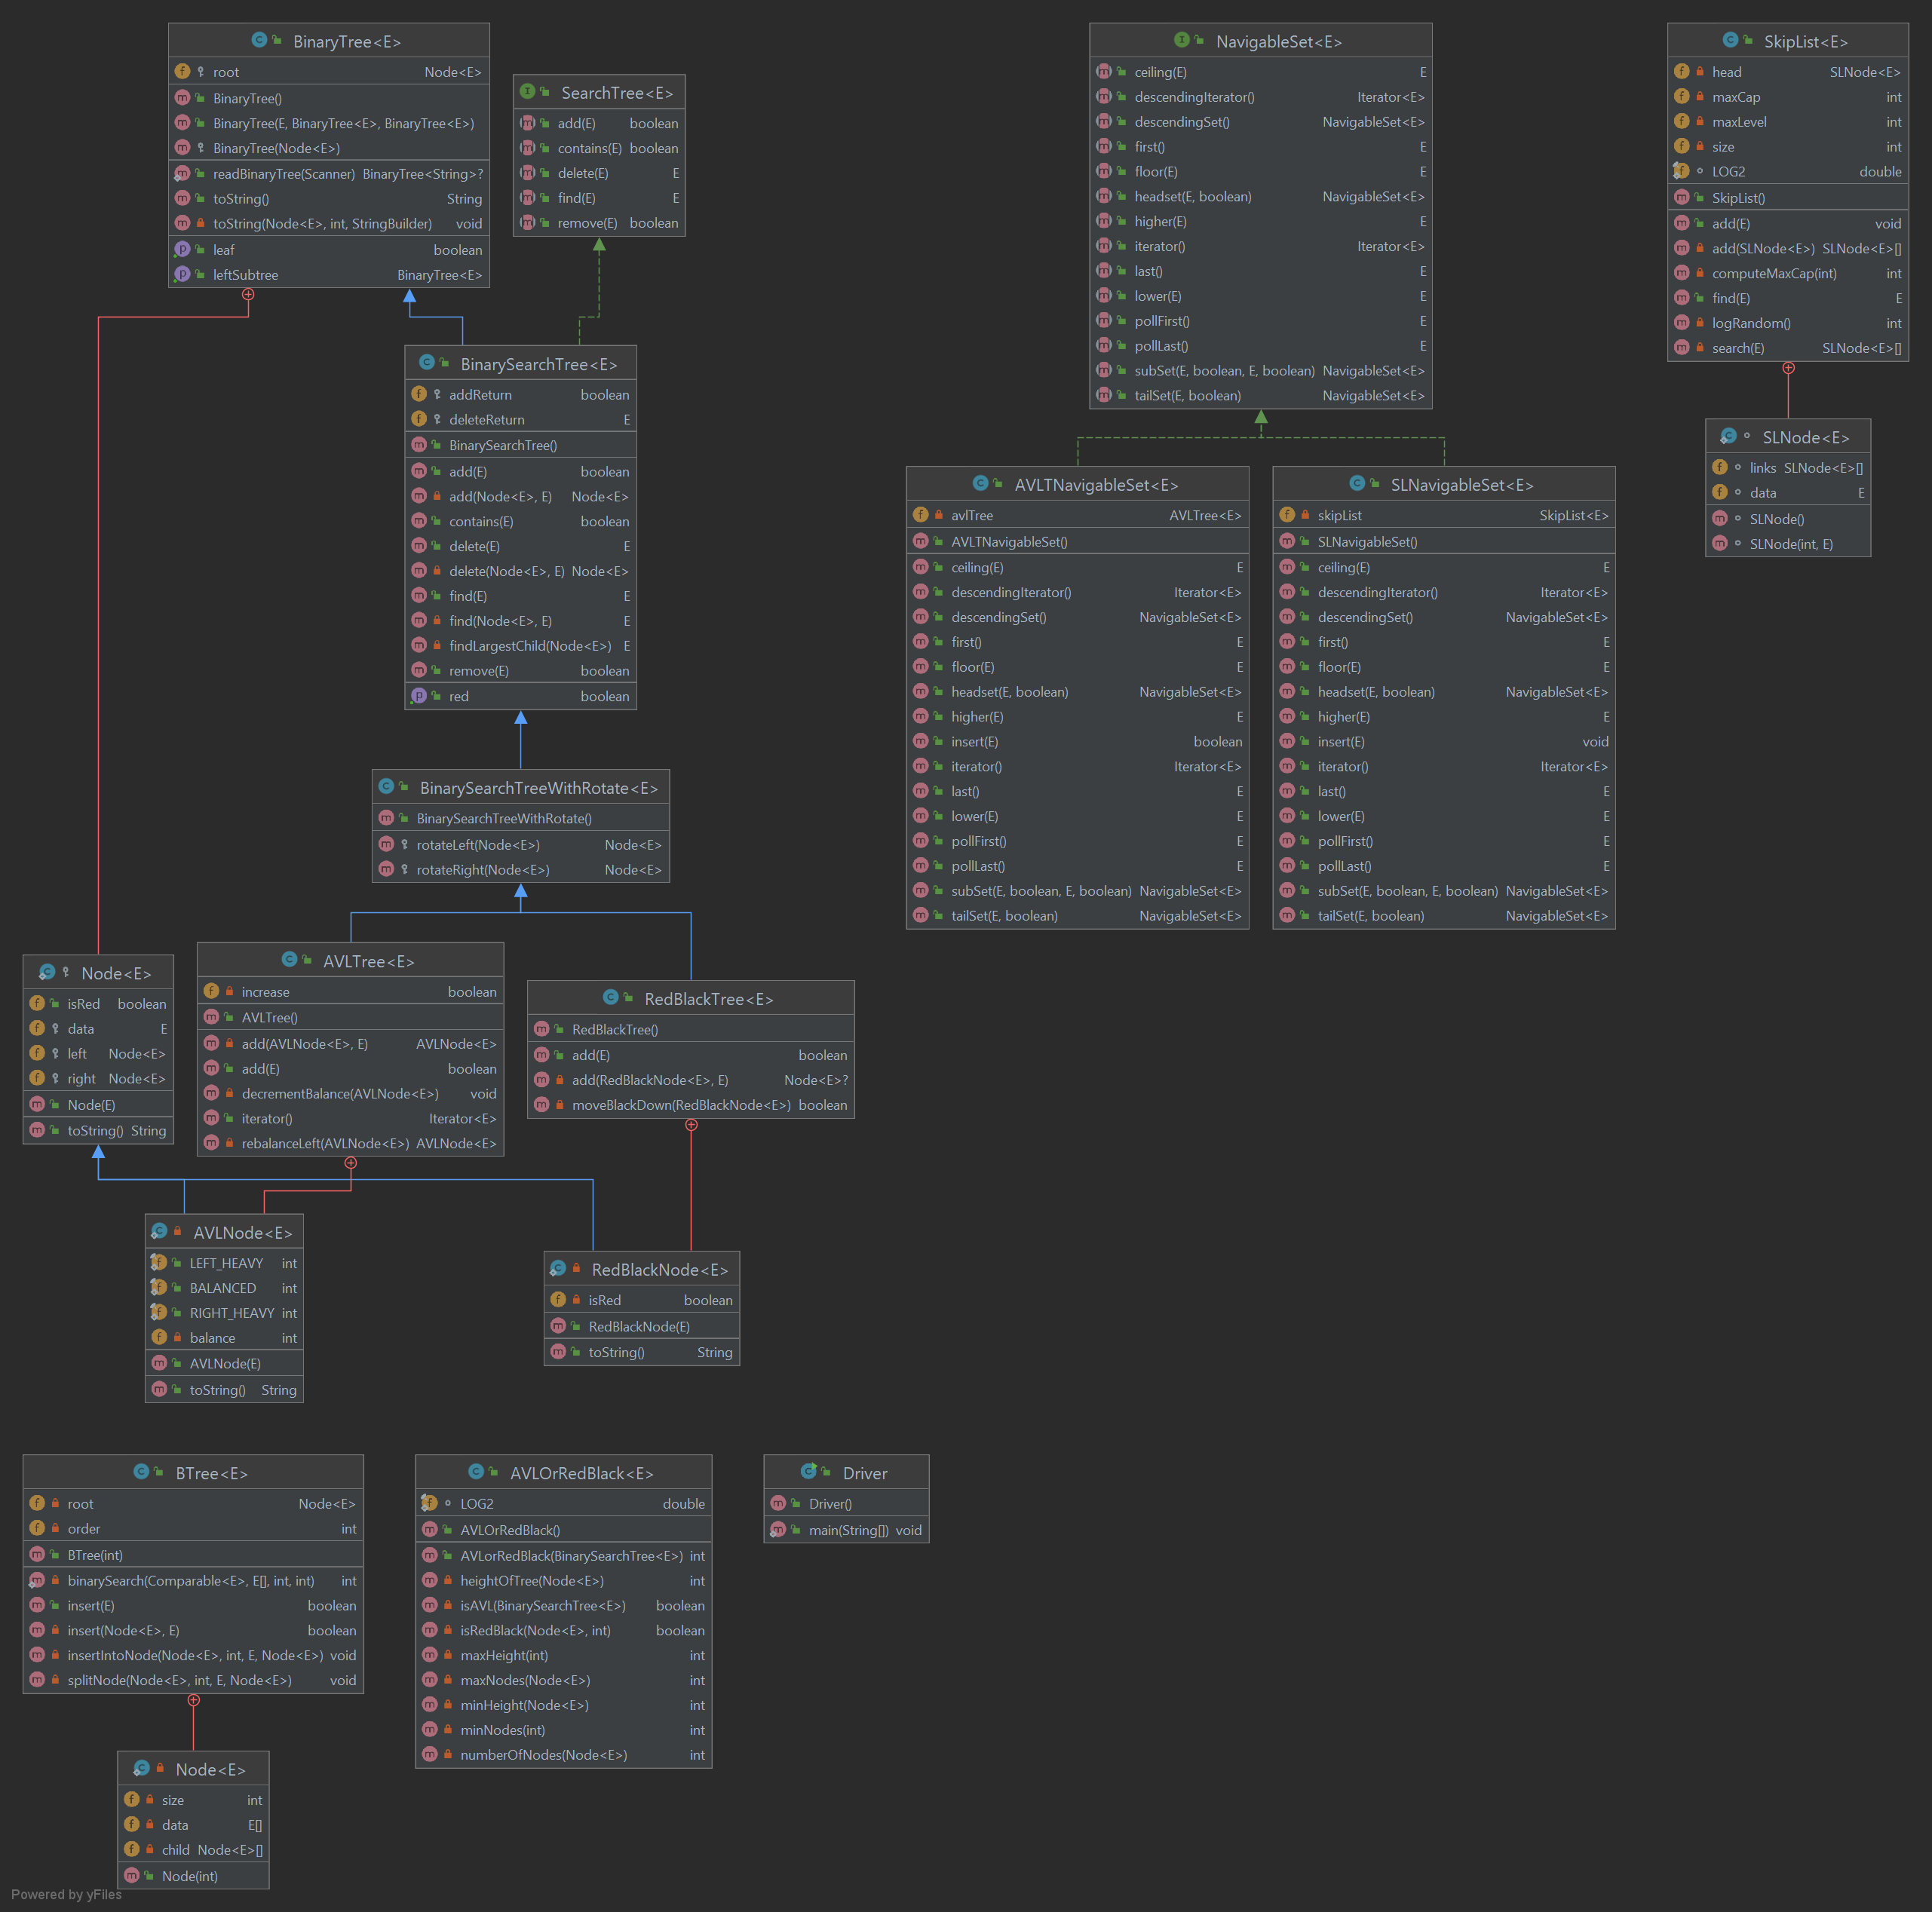 BinaryTree<E>
root Node<E>
BinaryTree()
BinaryTree(E, BinaryTree<E>, BinaryTree<E>)
BinaryTree(Node<E>)
readBinaryTree(Scanner) BinaryTree<String>?
toString() String
toString(Node<E>, int, StringBuilder) void
leaf boolean
leftSubtree BinaryTree<E>
SearchTree<E>
add(E) boolean
contains(E) boolean
delete(E) E
find(E) E
remove(E) boolean
NavigableSet<E>
ceiling(E) E
descendingIterator() Iterator<E>
descendingSet() NavigableSet<E>
first() E
floor(E) E
headset(E, boolean) NavigableSet<E>
higher(E) E
iterator() Iterator<E>
last() E
lower(E) E
pollFirst() E
pollLast() E
subSet(E, boolean, E, boolean) NavigableSet<E>
tailSet(E, boolean) NavigableSet<E>
SkipList<E>
head SLNode<E>
maxCap int
maxLevel int
size int
LOG2 double
SkipList()
add(E) void
add(SLNode<E>) SLNode<E>[]
computeMaxCap(int) int
find(E) E
logRandom() int
search(E) SLNode<E>[]
BinarySearchTree<E>
addReturn boolean
deleteReturn E
BinarySearchTree()
add(E) boolean
add(Node<E>, E) Node<E>
contains(E) boolean
delete(E) E
delete(Node<E>, E) Node<E>
find(E) E
find(Node<E>, E) E
findLargestChild(Node<E>) E
remove(E) boolean
red boolean
SLNode<E>
links SLNode<E>[]
data E
SLNode()
SLNode(int, E)
AVLTNavigableSet<E>
avlTree AVLTree<E>
AVLTNavigableSet()
ceiling(E) E
descendingIterator() Iterator<E>
descendingSet() NavigableSet<E>
first() E
floor(E) E
headset(E, boolean) NavigableSet<E>
higher(E) E
insert(E) boolean
iterator() Iterator<E>
last() E
lower(E) E
pollFirst() E
pollLast() E
subSet(E, boolean, E, boolean) NavigableSet<E>
tailSet(E, boolean) NavigableSet<E>
SLNavigableSet<E>
skipList SkipList<E>
SLNavigableSet()
ceiling(E) E
descendingIterator() Iterator<E>
descendingSet() NavigableSet<E>
first() E
floor(E) E
headset(E, boolean) NavigableSet<E>
higher(E) E
insert(E) void
iterator() Iterator<E>
last() E
lower(E) E
pollFirst() E
pollLast() E
subSet(E, boolean, E, boolean) NavigableSet<E>
tailSet(E, boolean) NavigableSet<E>
BinarySearchTreeWithRotate<E>
BinarySearchTreeWithRotate()
rotateLeft(Node<E>) Node<E>
rotateRight(Node<E>) Node<E>
Node<E>
isRed boolean
data E
left Node<E>
right Node<E>
Node(E)
toString() String
AVLTree<E>
increase boolean
AVLTree()
add(AVLNode<E>, E) AVLNode<E>
add(E) boolean
decrementBalance(AVLNode<E>) void
iterator() Iterator<E>
rebalanceLeft(AVLNode<E>) AVLNode<E>
RedBlackTree<E>
RedBlackTree()
add(E) boolean
add(RedBlackNode<E>, E) Node<E>?
moveBlackDown(RedBlackNode<E>) boolean
AVLNode<E>
LEFT_HEAVY int
BALANCED int
RIGHT_HEAVY int
balance int
AVLNode(E)
toString() String
RedBlackNode<E>
isRed boolean
RedBlackNode(E)
toString() String
BTree<E>
root Node<E>
order int
BTree(int)
binarySearch(Comparable<E>, E[], int, int) int
insert(E) boolean
insert(Node<E>, E) boolean
insertIntoNode(Node<E>, int, E, Node<E>) void
splitNode(Node<E>, int, E, Node<E>) void
AVLOrRedBlack<E>
LOG2 double
AVLOrRedBlack()
AVLorRedBlack(BinarySearchTree<E>) int
heightOfTree(Node<E>) int
isAVL(BinarySearchTree<E>) boolean
isRedBlack(Node<E>, int) boolean
maxHeight(int) int
maxNodes(Node<E>) int
minHeight(Node<E>) int
minNodes(int) int
numberOfNodes(Node<E>) int
Driver
Driver()
main(String[]) void
Node<E>
size int
data E[]
child Node<E>[]
Node(int)
Powered by yFiles